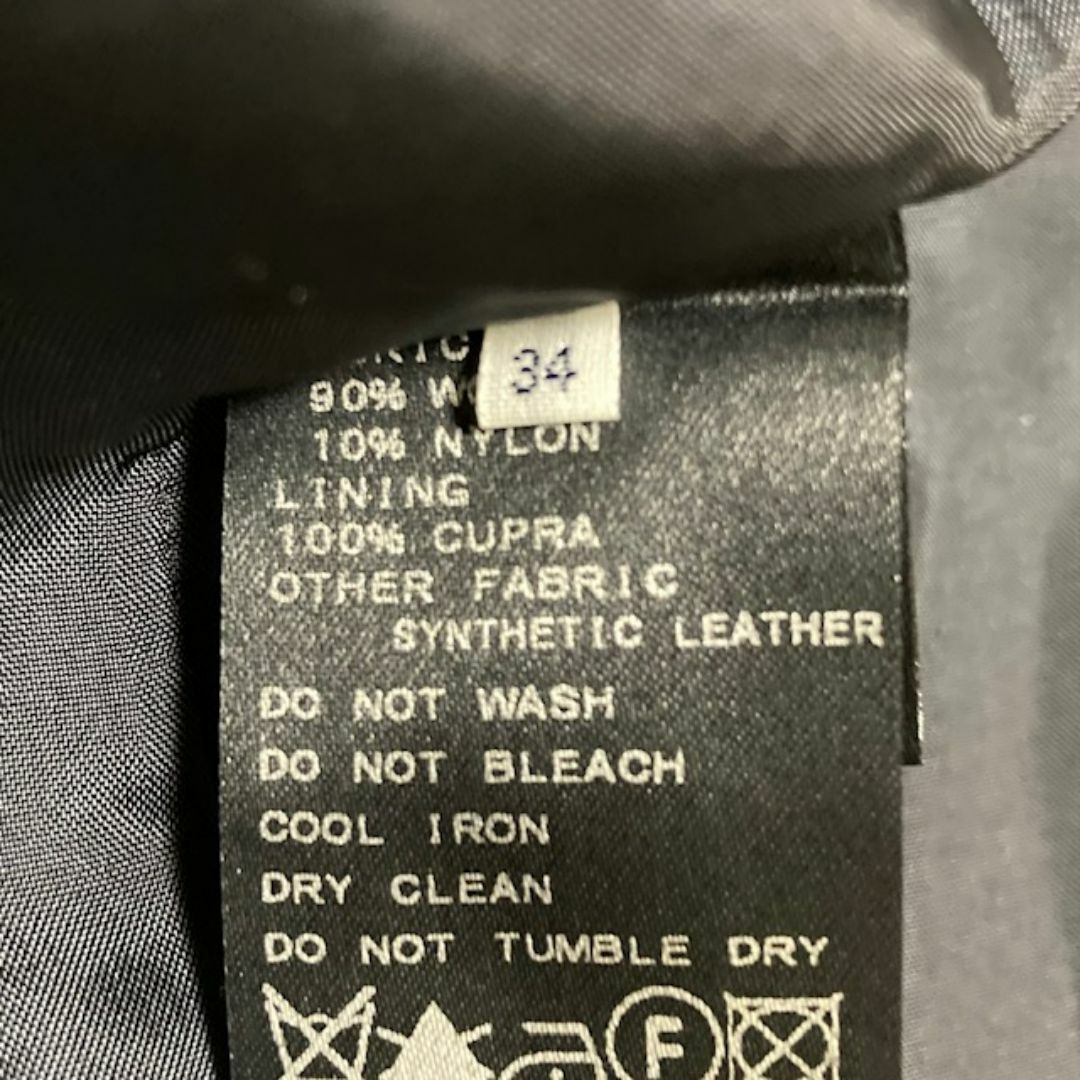 34
90%
10% NYLON
LINING
100% CUPRA
OTHER FABRIC
SYNTHETIC LEATHER
DO NOT WASH
DO NOT BLEACH
COOL IRON
DRY CLEAN
DO NOT TUMBLE DRY
F